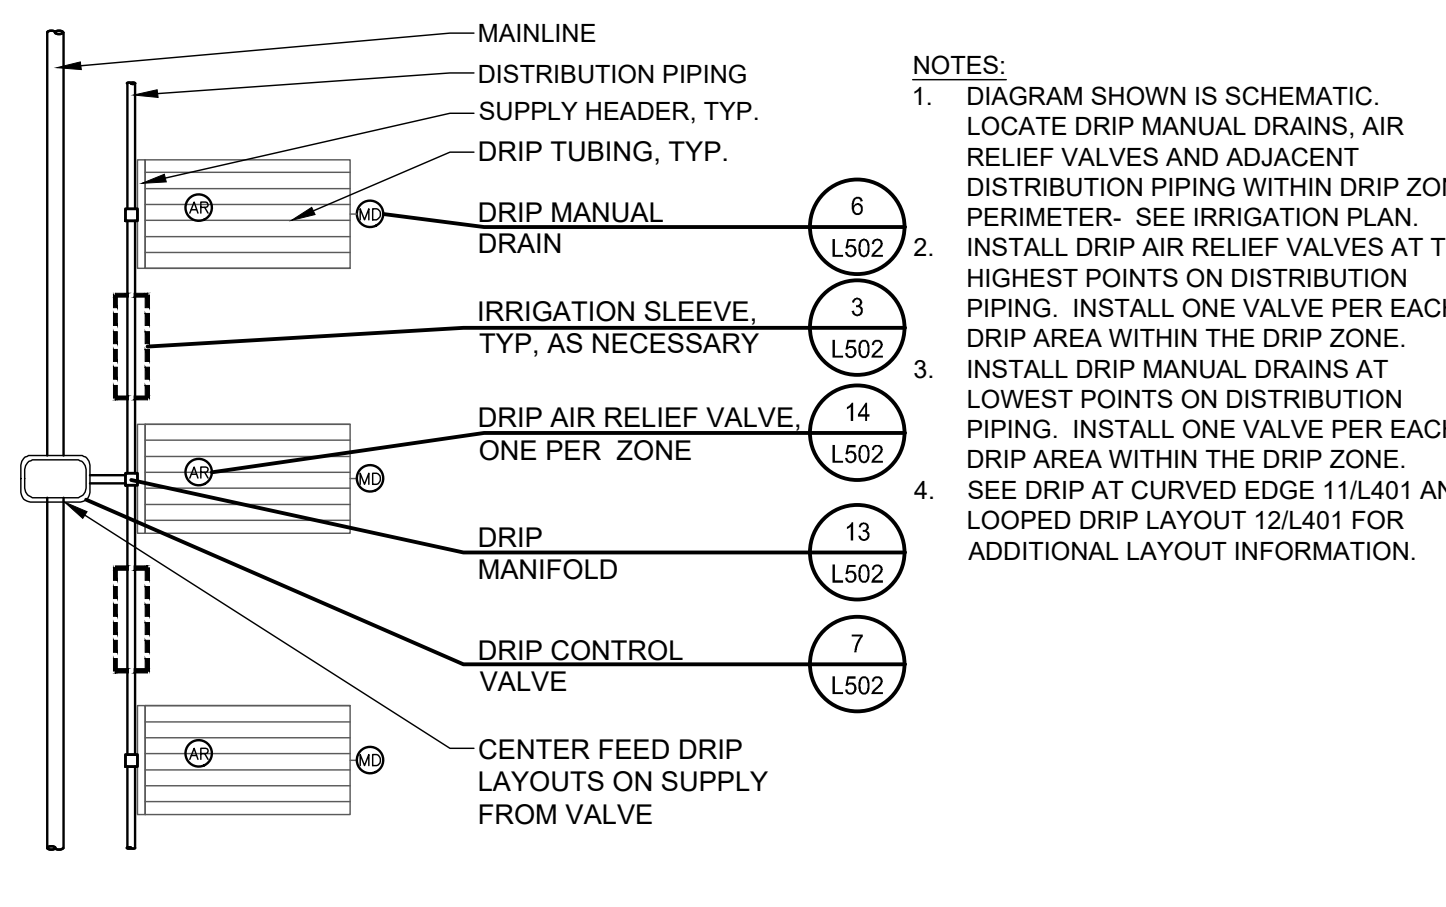 MAINLINE
DISTRIBUTION PIPING
SUPPLY HEADER, TYP.
DRIP TUBING, TYP.
AR
MD
DRIP MANUAL
DRAIN
6
L502
IRRIGATION SLEEVE,
TYP, AS NECESSARY
3
L502
DRIP AIR RELIEF VALVE,
ONE PER ZONE
14
L502
AR
MD
DRIP
MANIFOLD
13
L502
DRIP CONTROL
VALVE
7
L502
AR
MD
CENTER FEED DRIP
LAYOUTS ON SUPPLY
FROM VALVE
NOTES:
1. DIAGRAM SHOWN IS SCHEMATIC.
LOCATE DRIP MANUAL DRAINS, AIR
RELIEF VALVES AND ADJACENT
DISTRIBUTION PIPING WITHIN DRIP
PERIMETER- SEE IRRIGATION PLAN.
2. INSTALL DRIP AIR RELIEF VALVES AT
HIGHEST POINTS ON DISTRIBUTION
PIPING. INSTALL ONE VALVE PER
DRIP AREA WITHIN THE DRIP ZONE.
3. INSTALL DRIP MANUAL DRAINS AT
LOWEST POINTS ON DISTRIBUTION
PIPING. INSTALL ONE VALVE PER
DRIP AREA WITHIN THE DRIP ZONE.
4. SEE DRIP AT CURVED EDGE 11/L401
LOOPED DRIP LAYOUT 12/L401 FOR
ADDITIONAL LAYOUT INFORMATION.